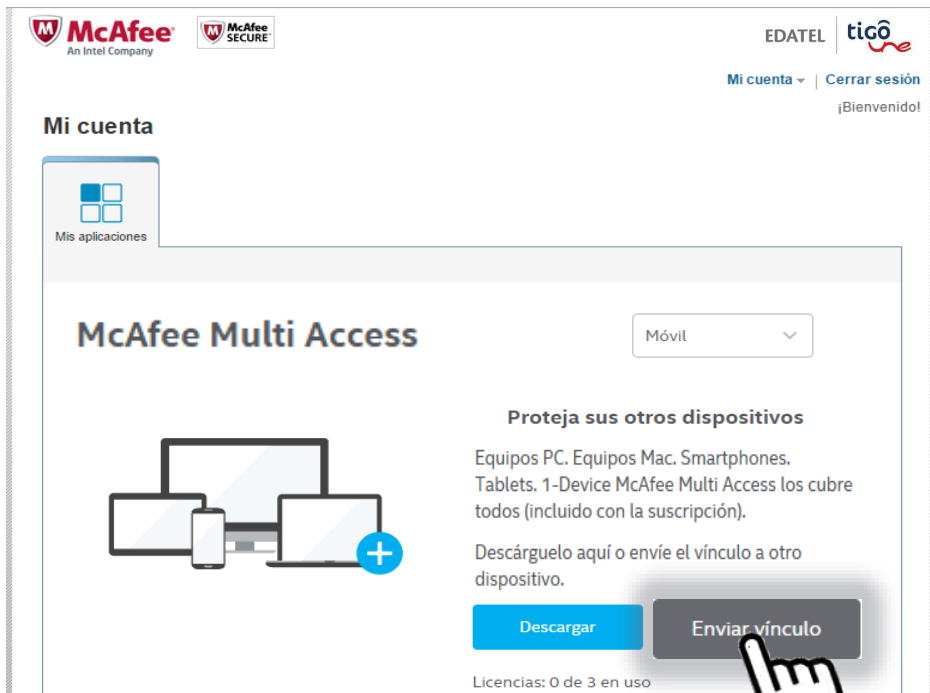 McAfee
An Intel Company
McAfee
SECURE
EDATEL
tigô
une
Mi cuenta
Cerrar sesión
¡Bienvenido!
Mi cuenta
Mis aplicaciones
McAfee Multi Access
Móvil
Proteja sus otros dispositivos
Equipos PC. Equipos Mac. Smartphones.
Tablets. 1-Device McAfee Multi Access los cubre
todos (incluido con la suscripción).
Descárguelo aquí o envíe el vínculo a otro
dispositivo.
Descargar
Enviar vínculo
Licencias: 0 de 3 en uso